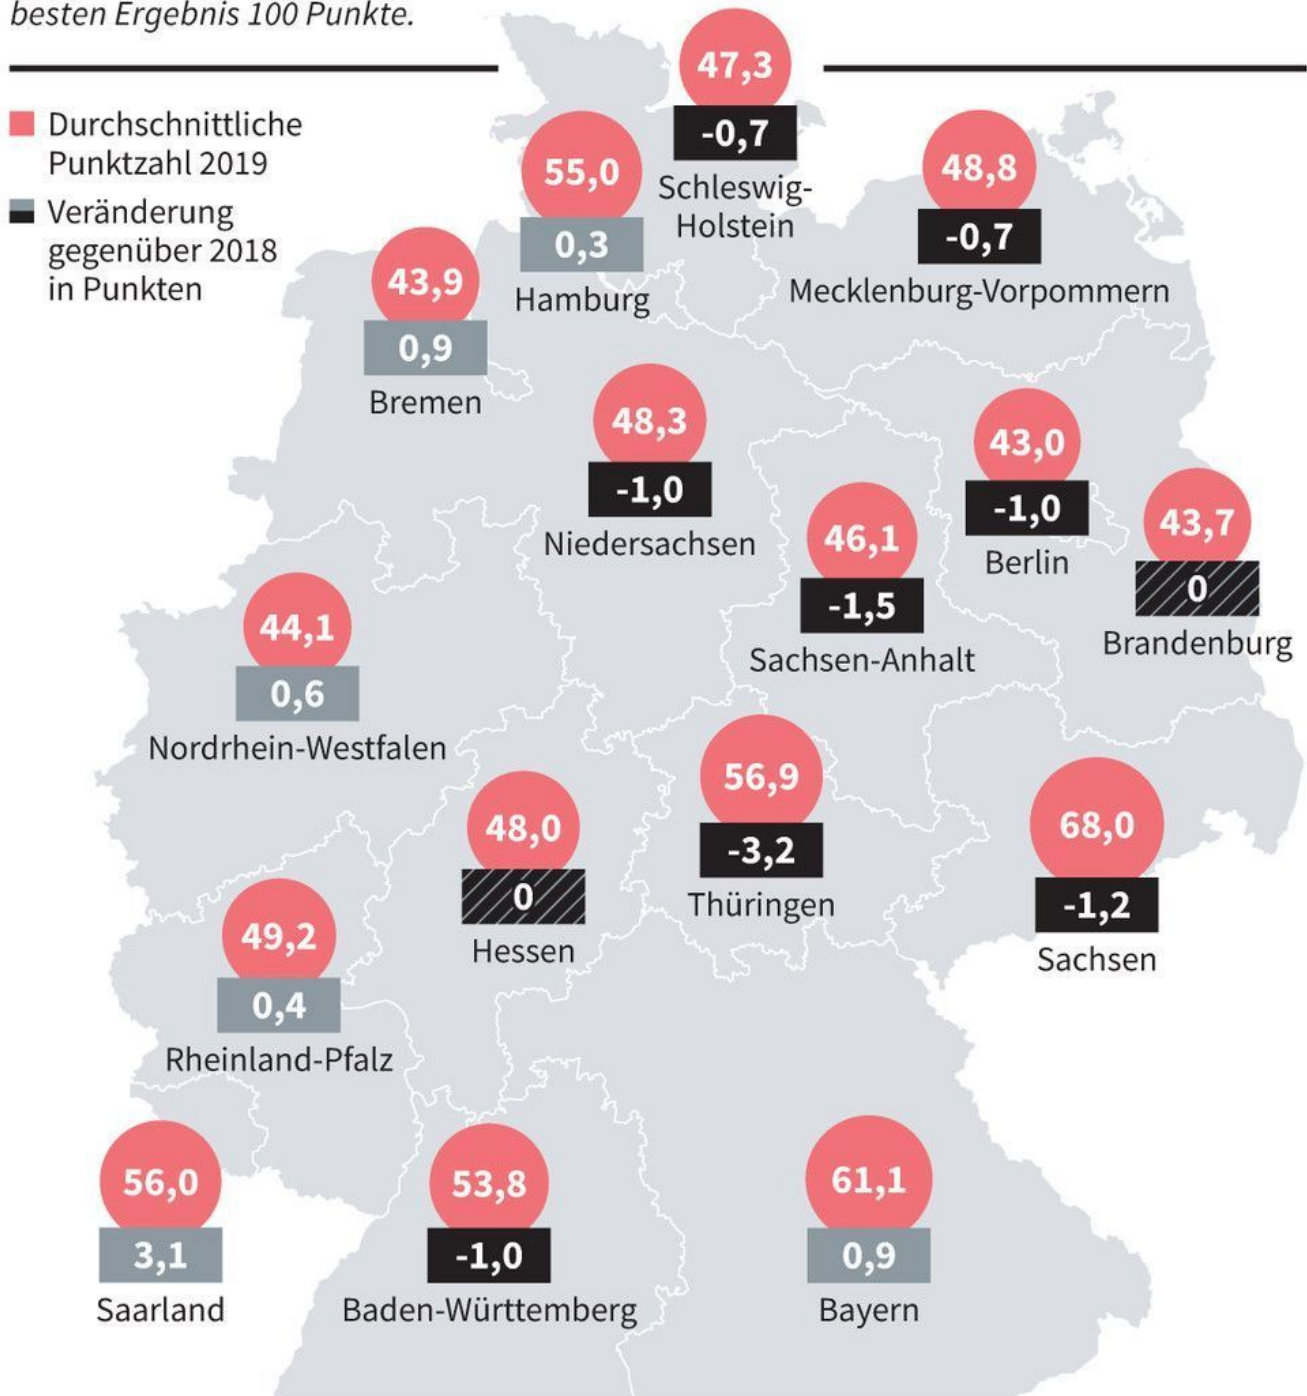 besten Ergebnis 100 Punkte.
Durchschnittliche
Punktzahl 2019
Veränderung
gegenüber 2018
in Punkten
47,3
-0,7
Schleswig-
Holstein
55,0
0,3
Hamburg
48,8
-0,7
Mecklenburg-Vorpommern
43,9
0,9
Bremen
48,3
-1,0
Niedersachsen
43,0
-1,0
Berlin
46,1
-1,5
Sachsen-Anhalt
43,7
0
Brandenburg
44,1
0,6
Nordrhein-Westfalen
56,9
-3,2
Thüringen
68,0
-1,2
Sachsen
48,0
0
Hessen
49,2
0,4
Rheinland-Pfalz
56,0
3,1
Saarland
53,8
-1,0
Baden-Württemberg
61,1
0,9
Bayern